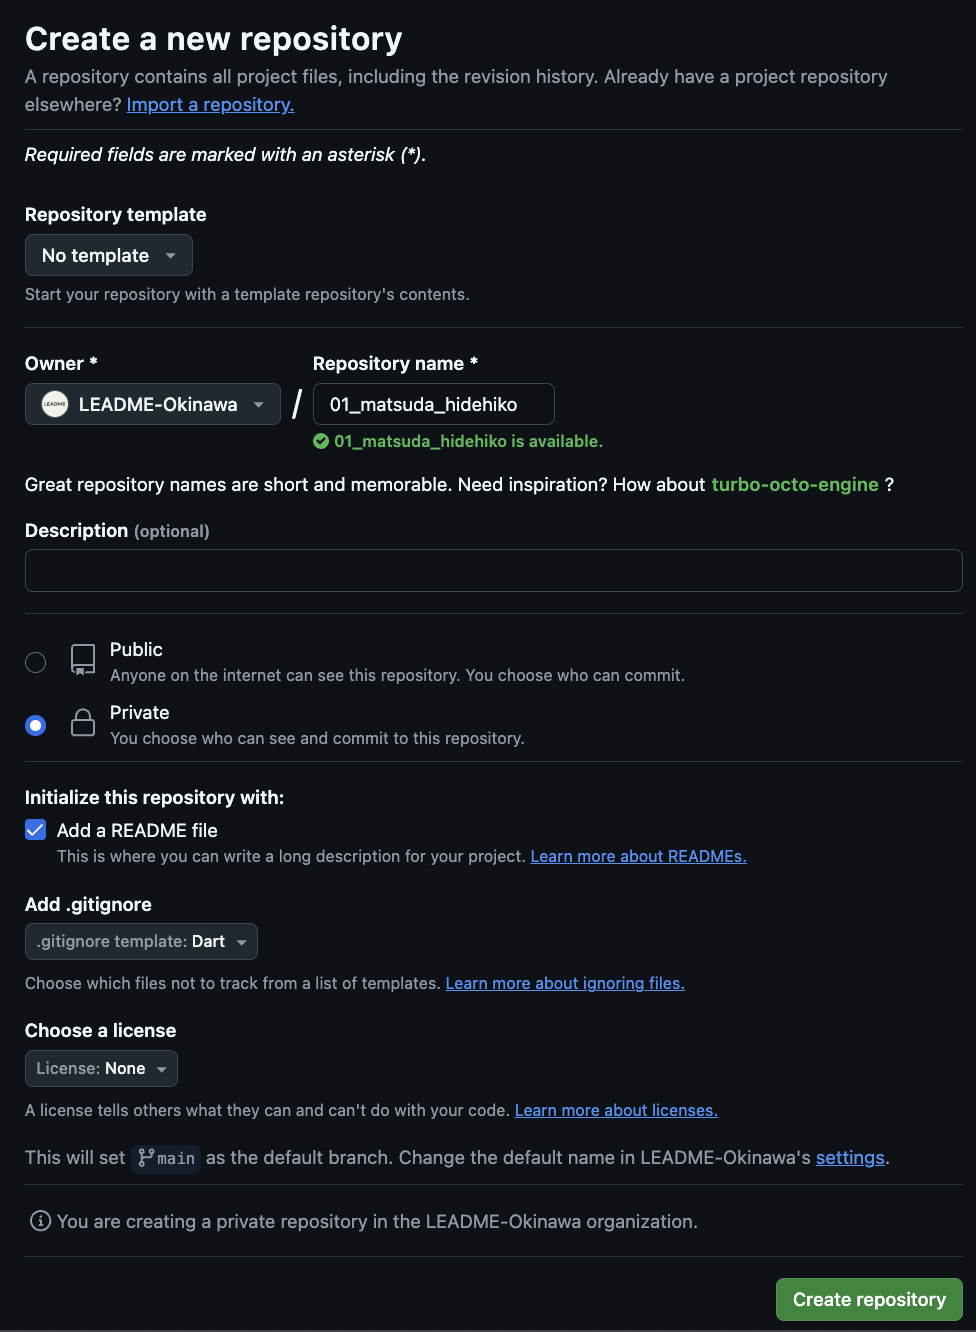 Create a new repository
A repository contains all project files, including the revision history. Already have a project repository
elsewhere? Import a repository.
Required fields are marked with an asterisk (*).
Repository template
No template
Start your repository with a template repository's contents.
Owner *
Repository name *
LEADME
LEADME-Okinawa
/
01_matsuda_hidehiko
01_matsuda_hidehiko is available.
Great repository names are short and memorable. Need inspiration? How about turbo-octo-engine ?
Description (optional)
Public
Anyone on the internet can see this repository. You choose who can commit.
Private
You choose who can see and commit to this repository.
Initialize this repository with:
Add a README file
This is where you can write a long description for your project. Learn more about READMEs.
Add .gitignore
.gitignore template: Dart
Choose which files not to track from a list of templates. Learn more about ignoring files.
Choose a license
License: None
A license tells others what they can and can't do with your code. Learn more about licenses.
This will set main as the default branch. Change the default name in LEADME-Okinawa's settings.
You are creating a private repository in the LEADME-Okinawa organization.
Create repository